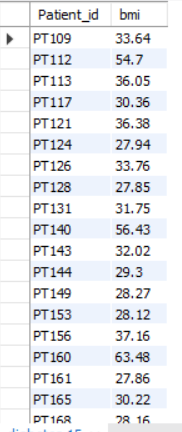 Patient_id bmi
PT109 33.64
PT112 54.7
PT113 36.05
PT117 30.36
PT121 36.38
PT124 27.94
PT126 33.76
PT128 27.85
PT131 31.75
PT140 56.43
PT143 32.02
PT144 29.3
PT149 28.27
PT153 28.12
PT156 37.16
PT160 63.48
PT161 27.86
PT165 30.22
PT168 28.16